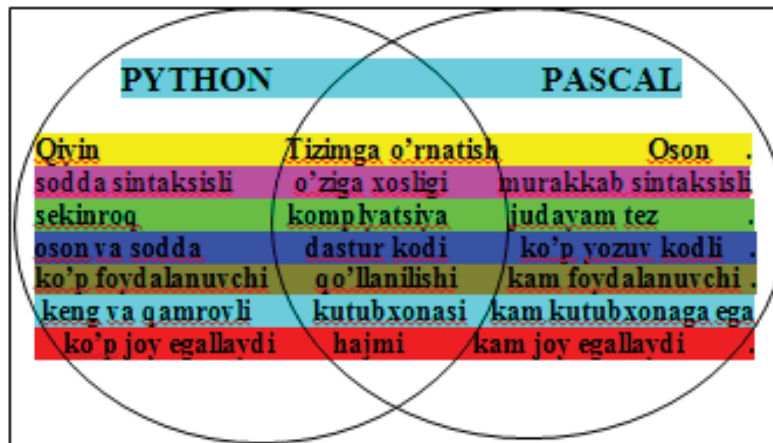 PYTHON PASCAL
Qiyin Tizimga o’rnatish Oson .
sodda sintaksisli o’ziga xosligi murakkab sintaksisli
sekinroq komplyatsiya judayam tez .
oson va sodda dastur kodi ko’p yozuv kodli .
ko’p foydalanuvchi qo’llanilishi kam foydalanuvchi .
keng va qamrovli kutubxonasi kam kutubxonaga ega
ko’p joy egallaydi hajmi kam joy egallaydi .